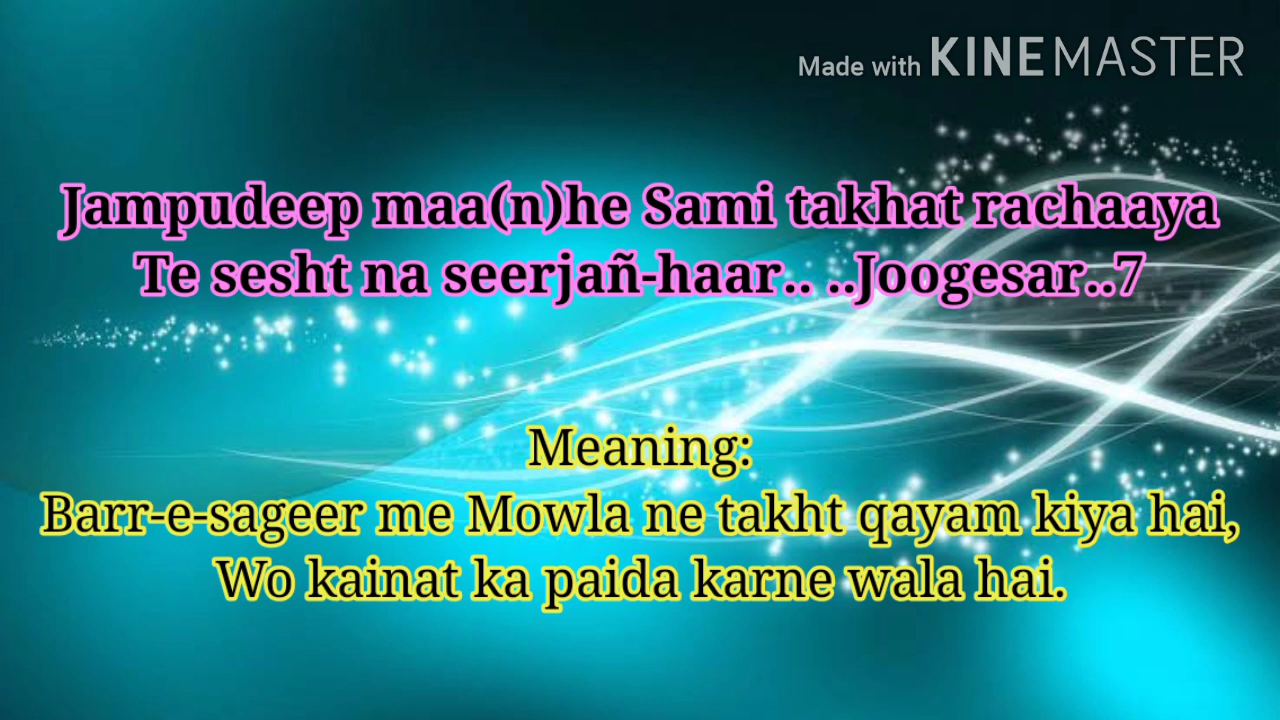 Made with KINEMASTER
Jampudeep maa(n)he Sami takhat rachaaya
Te sesht na seerjañ-haar.. ..Joogesar..7
Meaning:
Barr-e-sageer me Mowla ne takht qayam kiya hai,
Wo kainat ka paida karne wala hai.